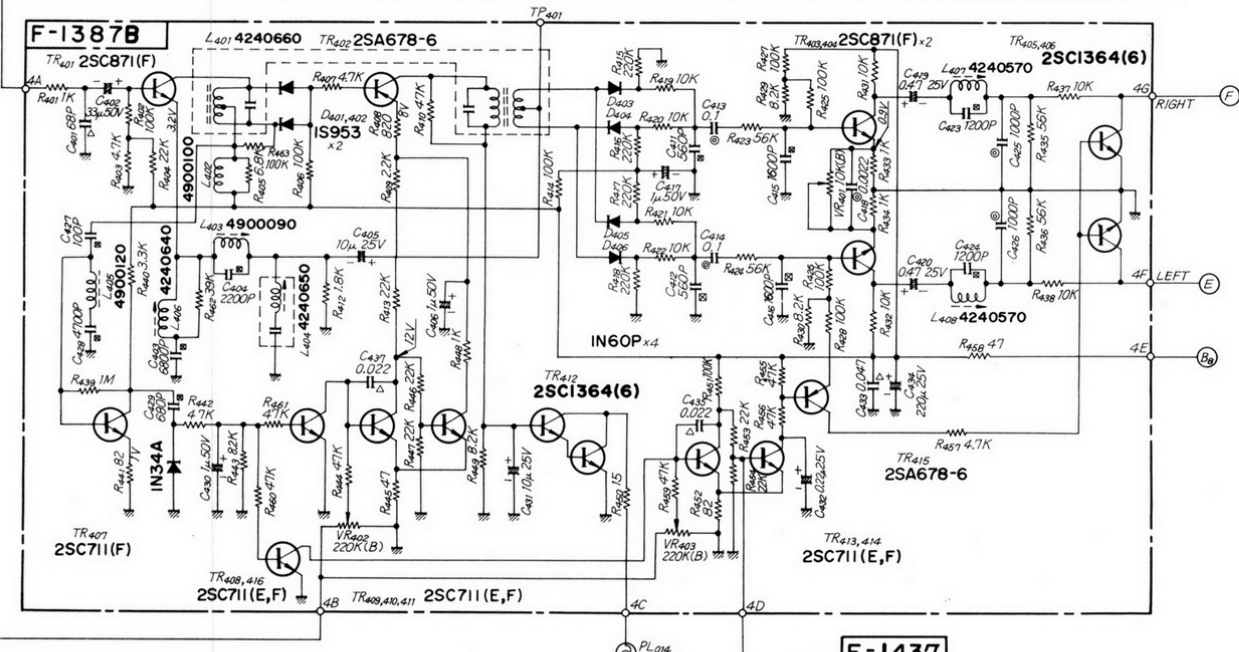 TP401
F-1387B
L401 4240660
TR402 2SA678-6
TR403,404 2SC871(F)×2
TR405,406
2SC1364(6)
TR401 2SC871(F)
4A
R401 1K
C402
33μ50V
C401 68P
R402 100K
R403 4.7K
R404 22K
3.2V
R407 4.7K
D401,402
1S953
×2
R408 820
8V
R409 22K
R410 47K
R463 100K
R405 6.8K
R406 100K
L402
4900100
R415 220K
R419 10K
D403
D404
R420 10K
R416 220K
C411 560P
C413 0.1
R423 56K
C417
1μ50V
R417 220K
R421 10K
D405
D406
R422 10K
R418 220K
C412 560P
C414 0.1
R424 56K
R414 100K
R427 100K
R429 8.2K
R425 100K
C415 1600P
R431 10K
6.9V
R433 1K
VR401 10K(B)
C418 0.0022
R434 1K
C419
0.47 25V
L407 4240570
C423 1200P
C425 1000P
R435 56K
R437 10K
4G
RIGHT
F
C426 1000P
R436 56K
C424
1200P
C420
0.47 25V
L408 4240570
R438 10K
4F
LEFT
E
C416 1600P
R426 100K
R430 8.2K
R428 100K
R432 10K
C427 100P
L403 4900090
C405
10μ 25V
L405 4900120
R440 3.3K
4240640
L406
R462 39K
C404
2200P
L404 4240650
R412 1.8K
R413 22K
C406 1μ50V
R448 1K
C428 4700P
C403 6800P
1N60P×4
R458 47
4E
B8
12V
C437
0.022
R446 22K
R447 22K
R439 1M
C429 680P
R442
47K
R461
47K
TR412
2SC1364(6)
R451 100K
C435
0.022
R455 47K
R456 47K
R453 22K
R454 22K
C433 0.047
C434 220μ25V
R441 82
1V
1N34A
C430 1μ50V
R443 82K
R460 47K
R444 47K
R445 47
R449 8.2K
C431 10μ25V
R450 15
R459 47K
R452 82
C432 0.22 25V
R457 4.7K
TR415
2SA678-6
TR407
2SC711(F)
VR402
220K(B)
VR403
220K(B)
TR413,414
2SC711(E,F)
TR408,416
2SC711(E,F)
TR409,410,411 2SC711(E,F)
4B
4C
4D
PL014
F-1437